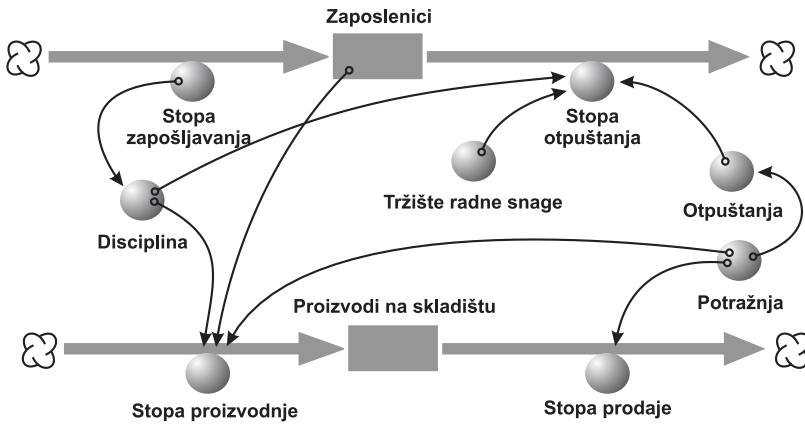 Zaposlenici
Stopa
zapošljavanja
Stopa
otpuštanja
Tržište radne snage
Otpuštanja
Disciplina
Potražnja
Proizvodi na skladištu
Stopa proizvodnje
Stopa prodaje